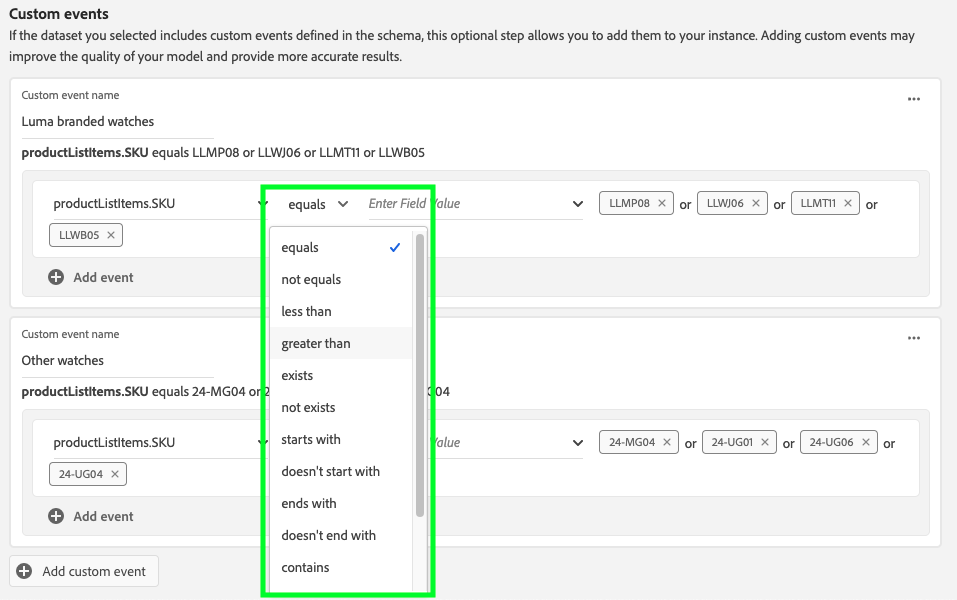 Custom events
If the dataset you selected includes custom events defined in the schema, this optional step allows you to add them to your instance. Adding custom events may
improve the quality of your model and provide more accurate results.
Custom event name
Luma branded watches
productListItems.SKU equals LLMP08 or LLWJ06 or LLMT11 or LLWB05
productListItems.SKU equals Enter Field Value LLMP08 or LLWJ06 or LLMT11 or
LLWB05
equals
not equals
less than
greater than
exists
not exists
starts with
doesn't start with
ends with
doesn't end with
contains
Add event
Custom event name
Other watches
productListItems.SKU equals 24-MG04 or
productListItems.SKU Value 24-MG04 or 24-UG01 or 24-UG06 or
24-UG04
Add event
Add custom event